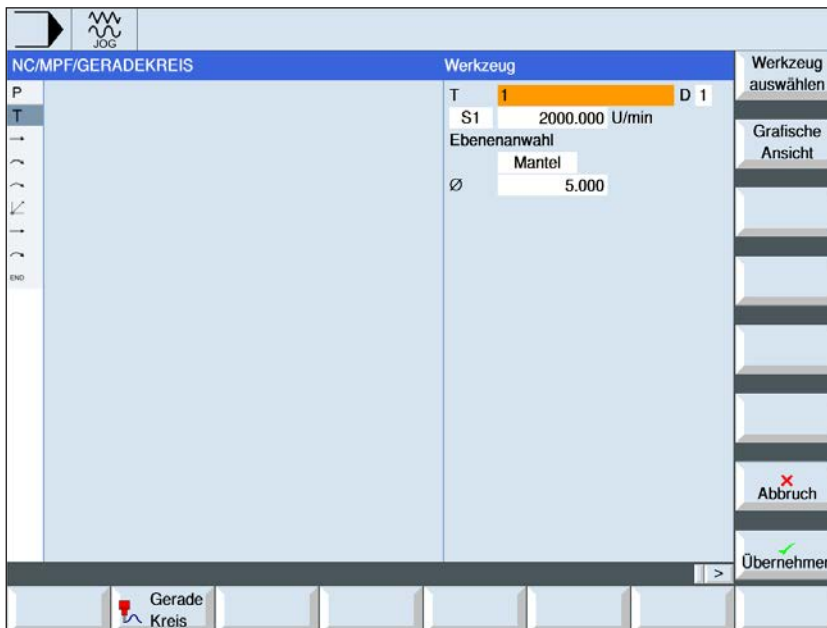 JOG
NC/MPF/GERADEKREIS
Werkzeug
P
T
END
T 1 D 1
S1 2000.000 U/min
Ebenenanwahl
Mantel
Ø 5.000
Werkzeug
auswählen
Grafische
Ansicht
Abbruch
Übernehmen
>
Gerade
Kreis